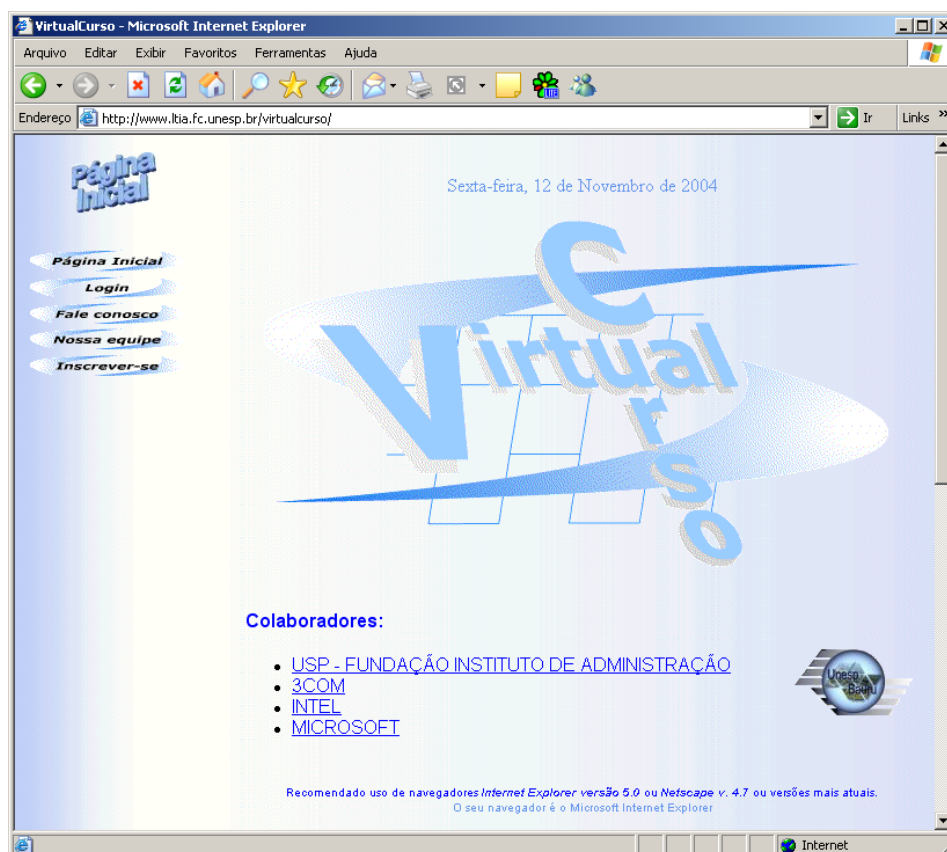 VirtualCurso - Microsoft Internet Explorer
Arquivo Editar Exibir Favoritos Ferramentas Ajuda
LITE
Endereço http://www.ltia.fc.unesp.br/virtualcurso/ Ir Links »
Página
Inicial
Sexta-feira, 12 de Novembro de 2004
Página Inicial
Login
Fale conosco
Nossa equipe
Inscrever-se
Virtual
Curso
Colaboradores:
USP - FUNDAÇÃO INSTITUTO DE ADMINISTRAÇÃO
3COM
INTEL
MICROSOFT
Unesp
Bauru
Recomendado uso de navegadores Internet Explorer versão 5.0 ou Netscape v. 4.7 ou versões mais atuais.
O seu navegador é o Microsoft Internet Explorer
Internet